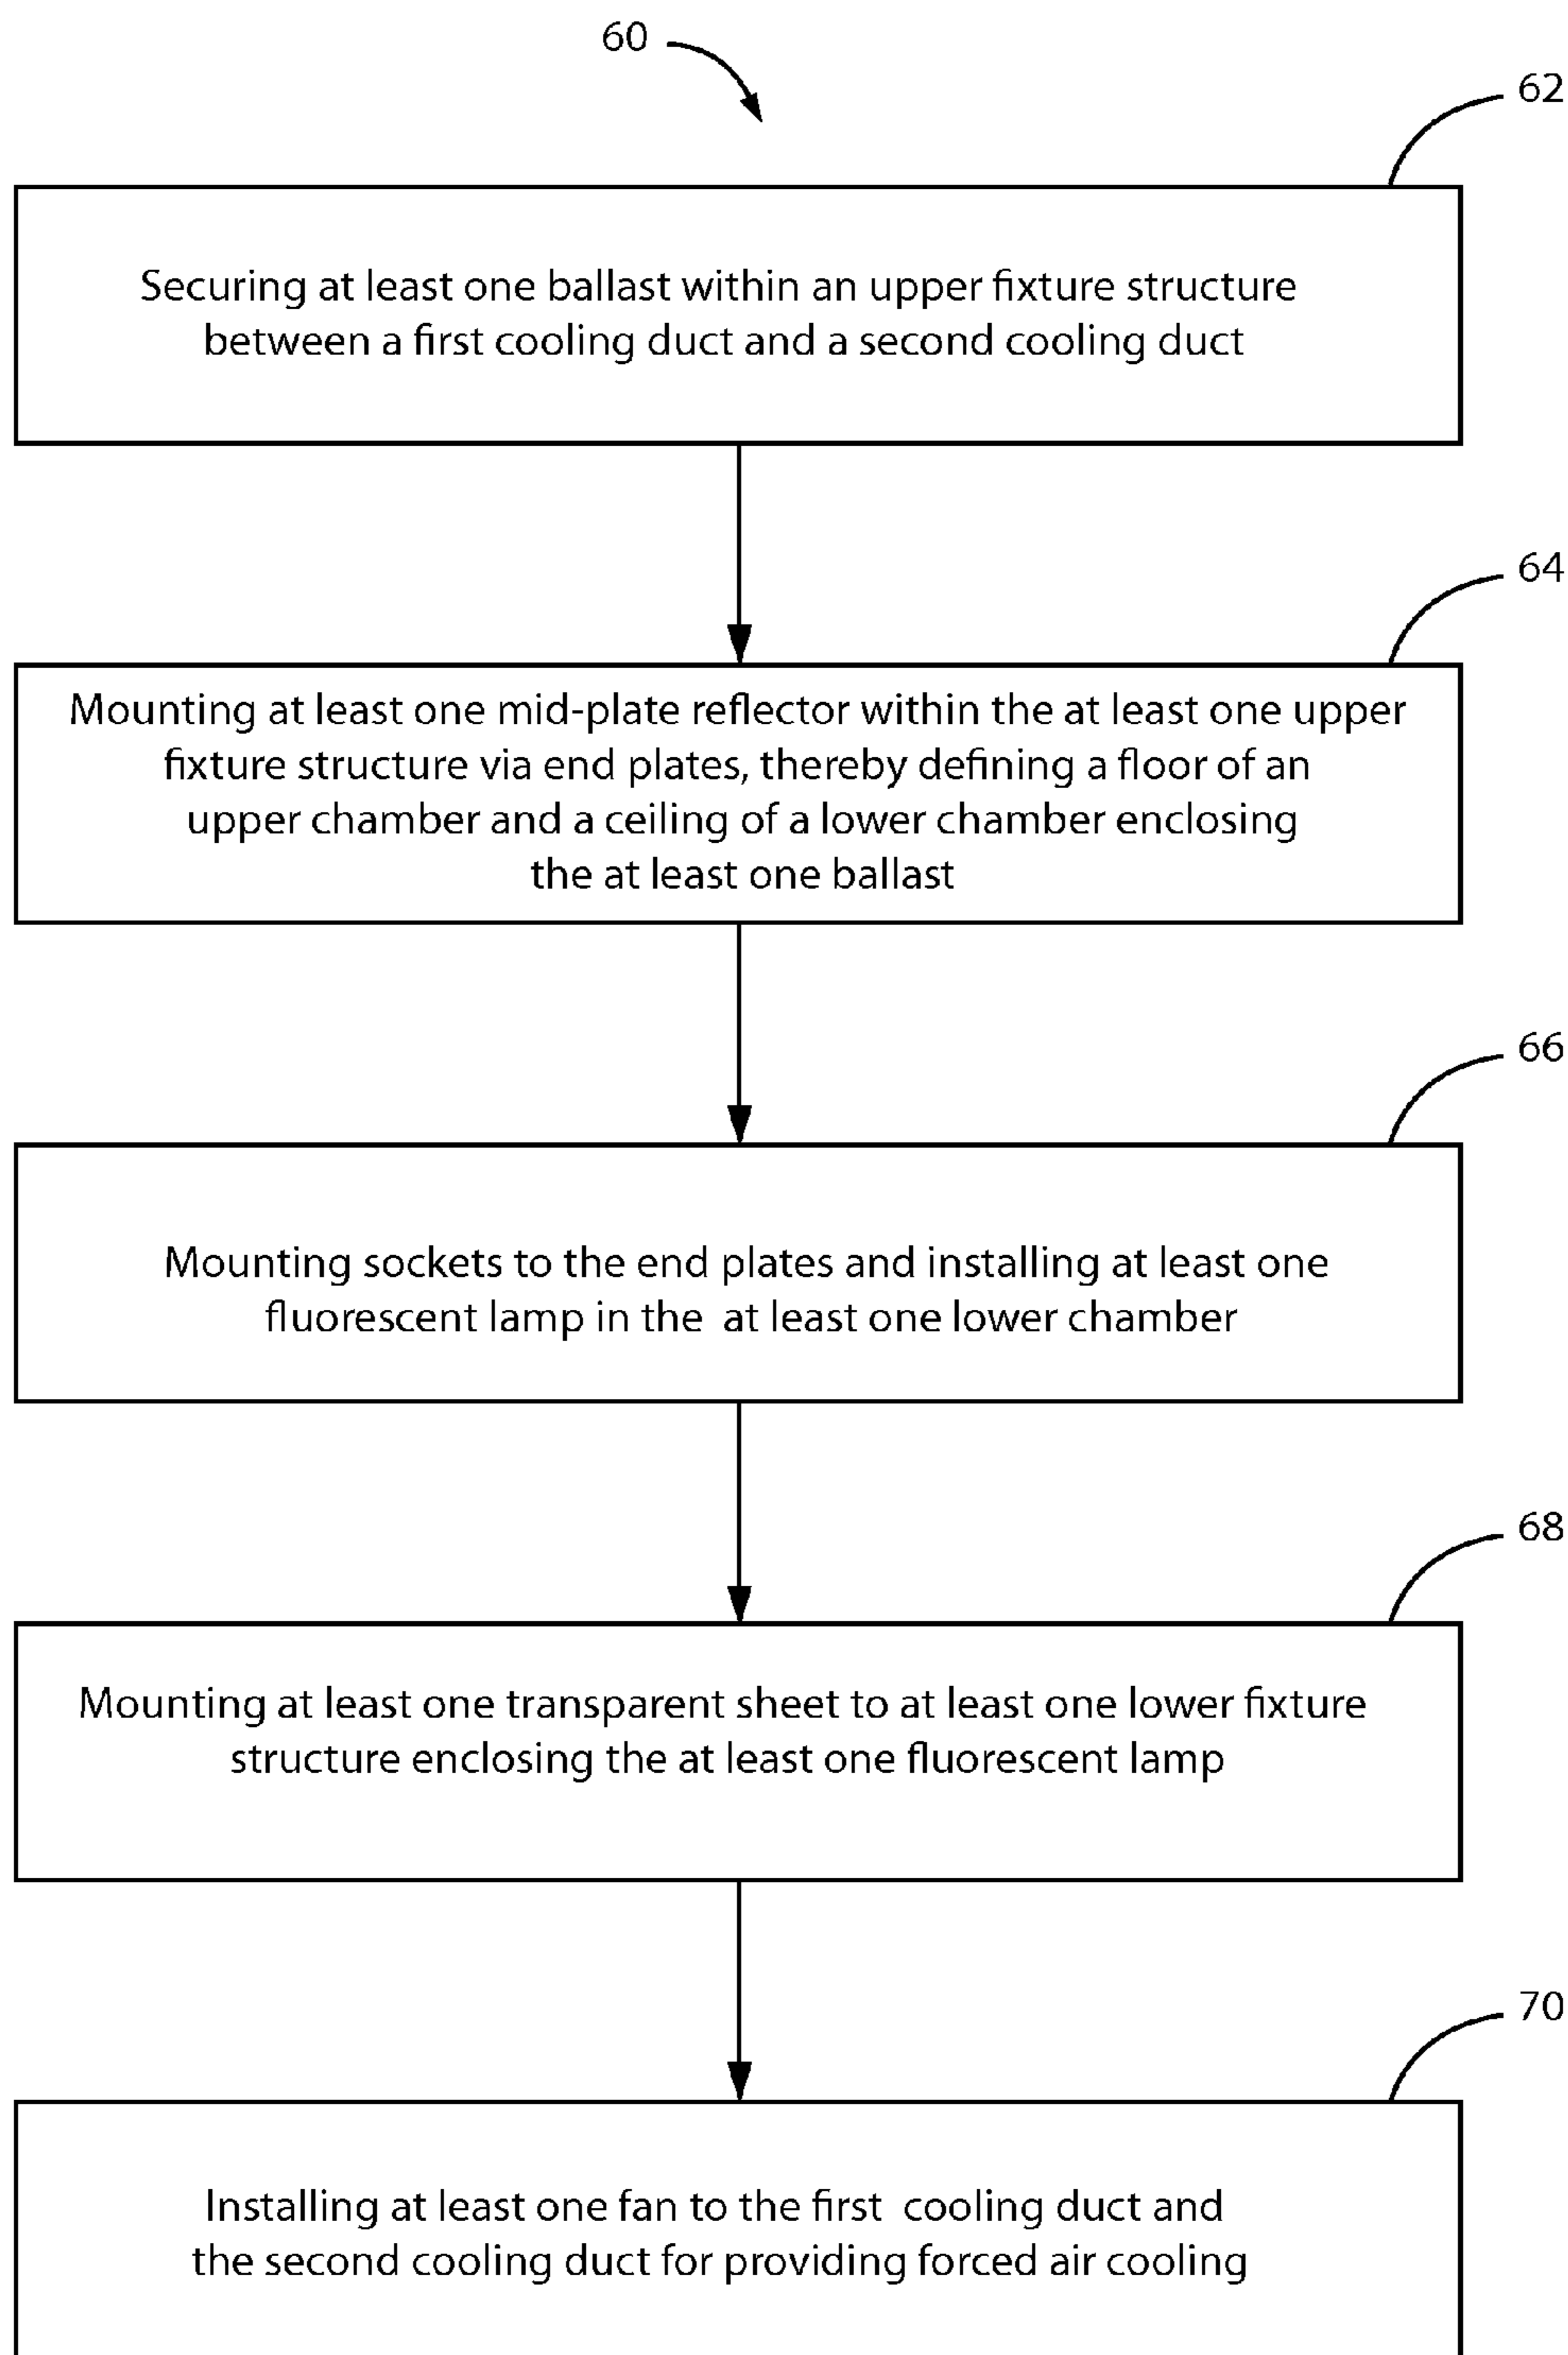 60
62
Securing at least one ballast within an upper fixture structure
between a first cooling duct and a second cooling duct
64
Mounting at least one mid-plate reflector within the at least one upper
fixture structure via end plates, thereby defining a floor of an
upper chamber and a ceiling of a lower chamber enclosing
the at least one ballast
66
Mounting sockets to the end plates and installing at least one
fluorescent lamp in the at least one lower chamber
68
Mounting at least one transparent sheet to at least one lower fixture
structure enclosing the at least one fluorescent lamp
70
Installing at least one fan to the first cooling duct and
the second cooling duct for providing forced air cooling